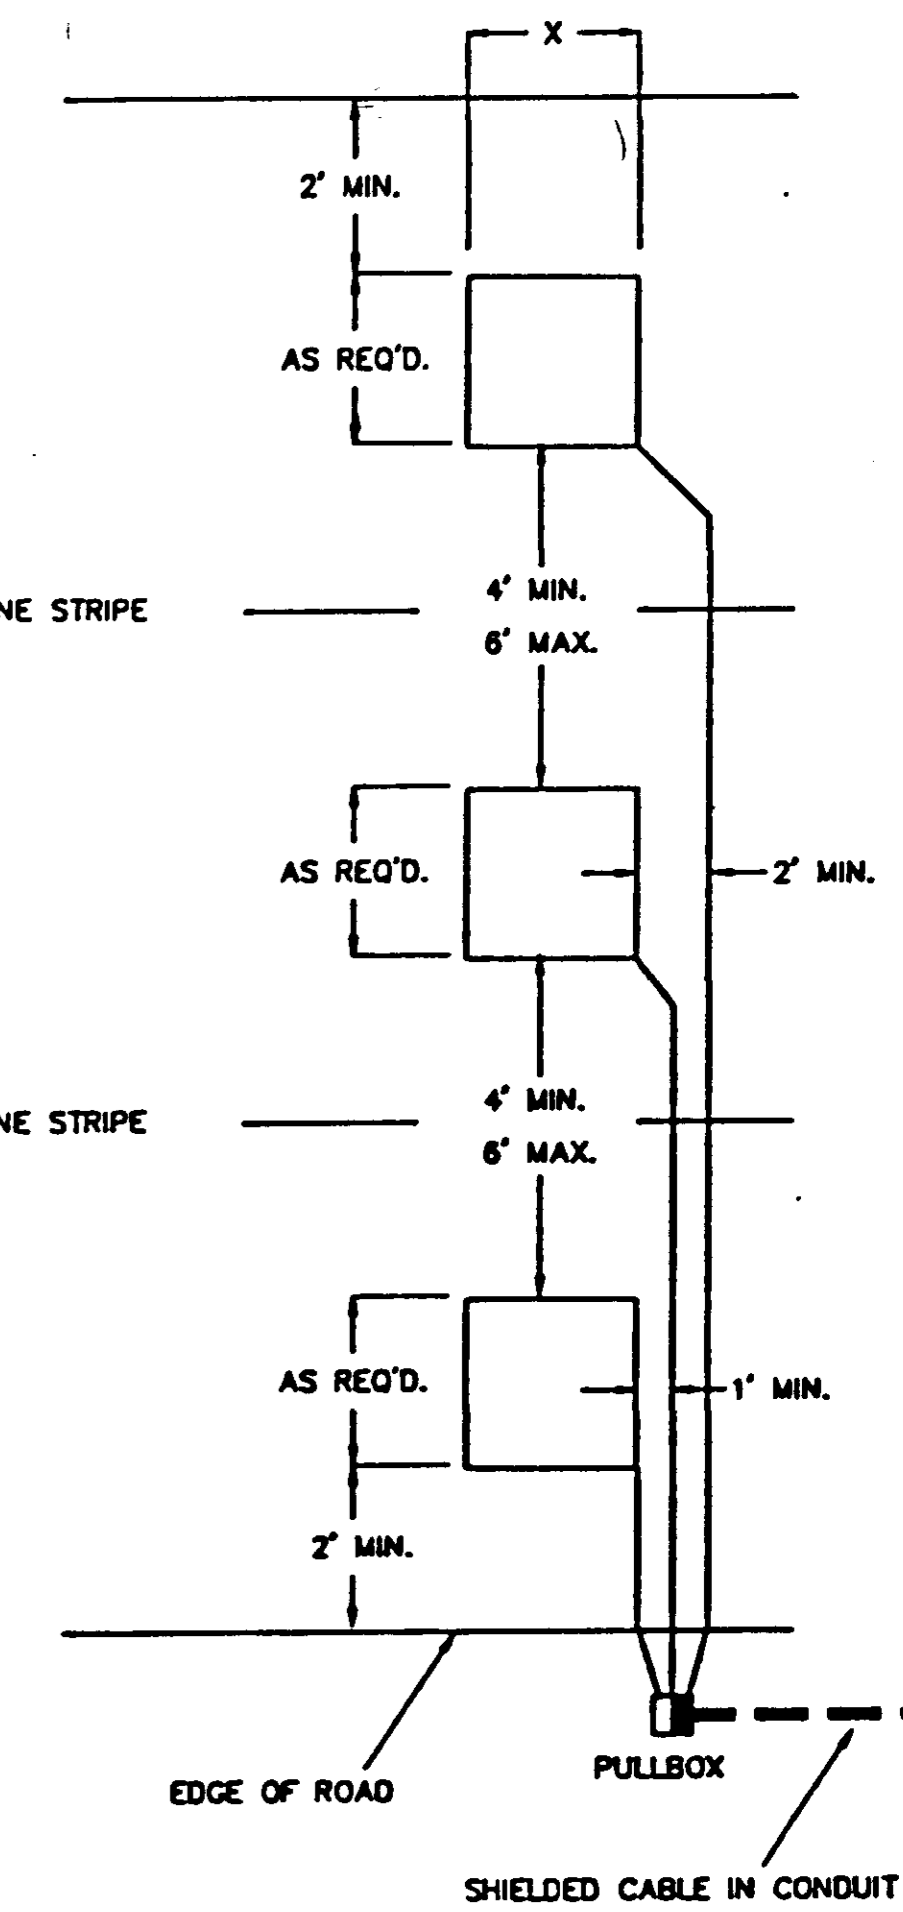 X
2' MIN.
AS REQ'D.
4' MIN.
NE STRIPE
6' MAX.
AS REQ'D.
2' MIN.
4' MIN.
NE STRIPE
6' MAX.
AS REQ'D.
1' MIN.
2' MIN.
PULLBOX
EDGE OF ROAD
SHIELDED CABLE IN CONDUIT